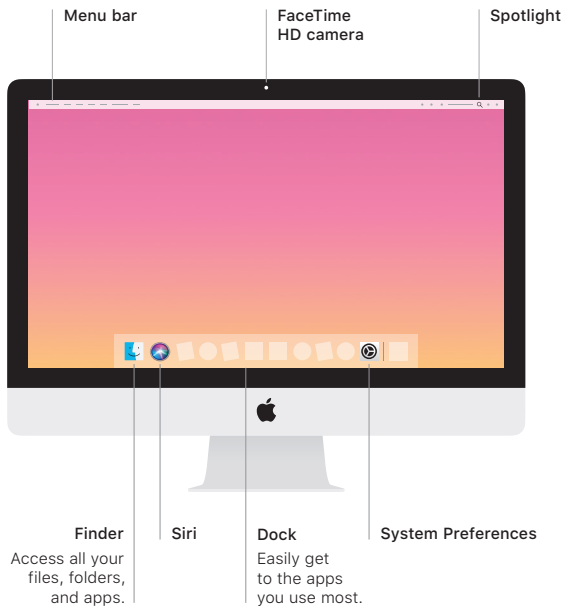 Menu bar
FaceTime
HD camera
Spotlight
Finder
Access all your
files, folders,
and apps.
Siri
Dock
Easily get
to the apps
you use most.
System Preferences